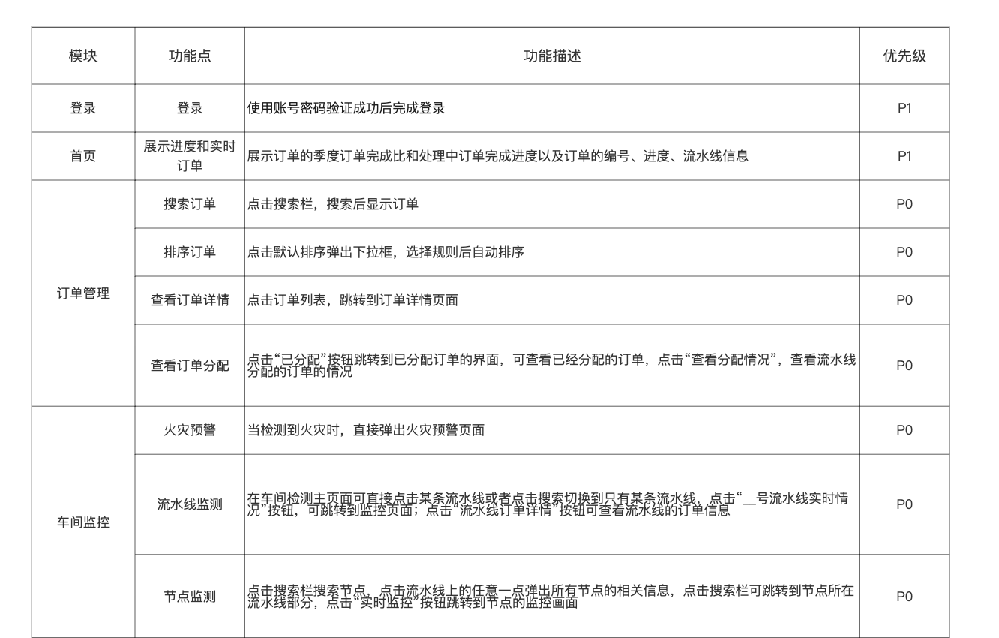 模块 功能点 功能描述 优先级
登录 登录 使用账号密码验证成功后完成登录 P1
首页 展示进度和实时
订单 展示订单的季度订单完成比和处理中订单完成进度以及订单的编号、进度、流水线信息 P1
订单管理
搜索订单 点击搜索栏，搜索后显示订单 P0
排序订单 点击默认排序弹出下拉框，选择规则后自动排序 P0
查看订单详情 点击订单列表，跳转到订单详情页面 P0
查看订单分配 点击“已分配”按钮跳转到已分配订单的界面，可查看已经分配的订单，点击“查看分配情况”，查看流水线
分配的订单的情况 P0
车间监控
火灾预警 当检测到火灾时，直接弹出火灾预警页面 P0
流水线监测 在车间检测主页面可直接点击某条流水线或者点击搜索切换到只有某条流水线，点击“__号流水线实时情
况”按钮，可跳转到监控页面；点击“流水线订单详情”按钮可查看流水线的订单信息 P0
节点监测 点击搜索栏搜索节点，点击流水线上的任意一点弹出所有节点的相关信息，点击搜索栏可跳转到节点所在
流水线部分，点击“实时监控”按钮跳转到节点的监控画面 P0